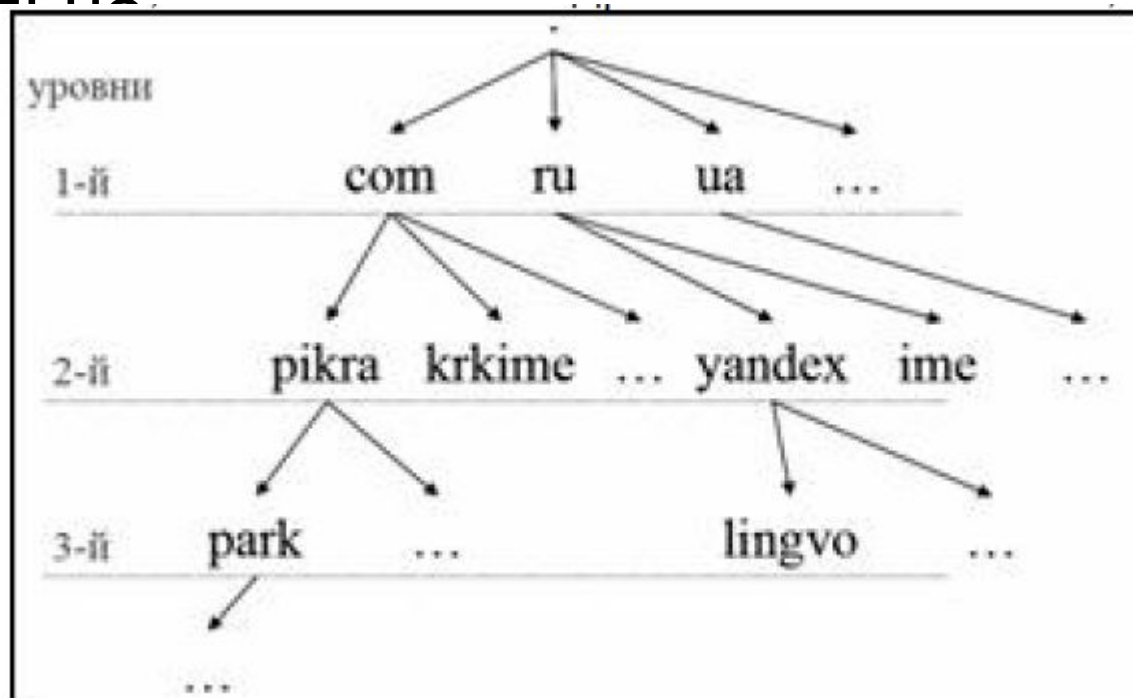 .
уровни
1-й com ru ua ...
2-й pikra krkime ... yandex ime ...
3-й park ... lingvo ...
...